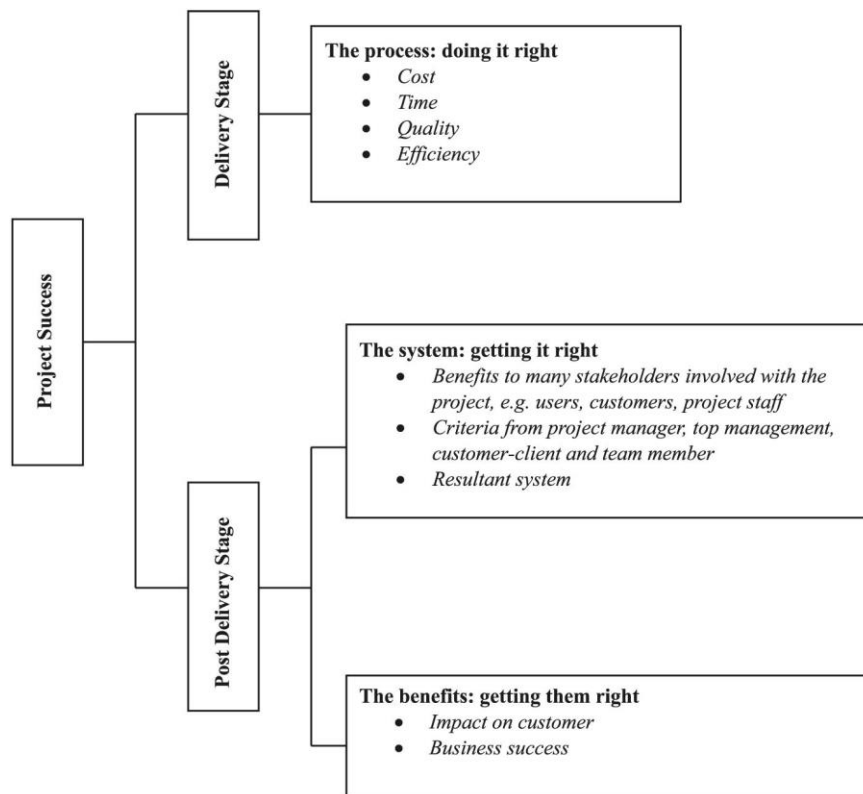 Project Success
Delivery Stage
The process: doing it right
• Cost
• Time
• Quality
• Efficiency
Post Delivery Stage
The system: getting it right
• Benefits to many stakeholders involved with the
project, e.g. users, customers, project staff
• Criteria from project manager, top management,
customer-client and team member
• Resultant system
The benefits: getting them right
• Impact on customer
• Business success